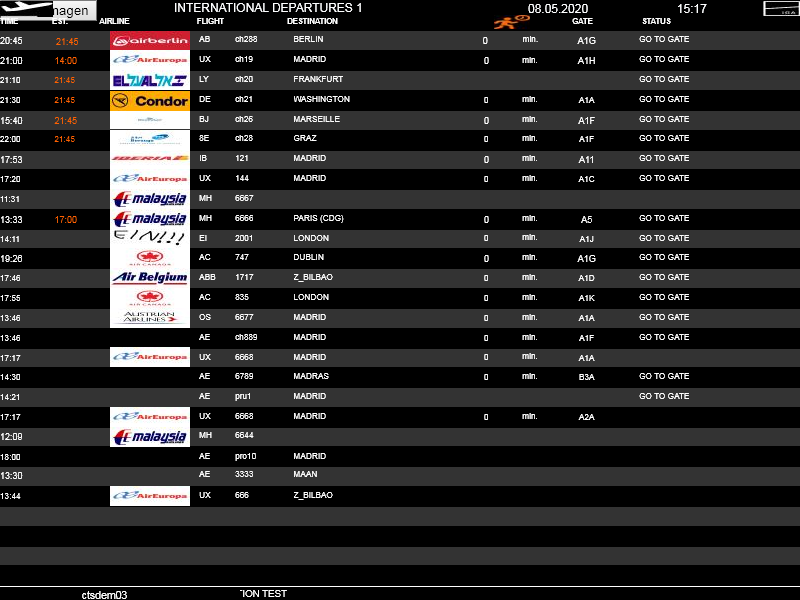 nagen INTERNATIONAL DEPARTURES 1 08.05.2020 15:17
TIME EST. AIRLINE FLIGHT DESTINATION GATE STATUS
20:45 21:45 airberlin AB ch288 BERLIN 0 min. A1G GO TO GATE
21:00 14:00 AirEuropa UX ch19 MADRID 0 min. A1H GO TO GATE
21:10 21:45 EL AL אל על LY ch20 FRANKFURT GO TO GATE
21:30 21:45 Condor DE ch21 WASHINGTON 0 min. A1A GO TO GATE
15:40 21:45 BJ ch26 MARSEILLE 0 min. A1F GO TO GATE
22:00 21:45 8E ch28 GRAZ 0 min. A1F GO TO GATE
17:53 IBERIA IB 121 MADRID 0 min. A11 GO TO GATE
17:20 AirEuropa UX 144 MADRID 0 min. A1C GO TO GATE
11:31 malaysia MH 6667
13:33 17:00 malaysia MH 6666 PARIS (CDG) 0 min. A5 GO TO GATE
14:11 EI 2001 LONDON 0 min. A1J GO TO GATE
19:26 AIR CANADA AC 747 DUBLIN 0 min. A1G GO TO GATE
17:46 Air Belgium ABB 1717 Z_BILBAO 0 min. A1D GO TO GATE
17:55 AIR CANADA AC 835 LONDON 0 min. A1K GO TO GATE
13:46 AUSTRIAN AIRLINES OS 6677 MADRID 0 min. A1A GO TO GATE
13:46 AE ch889 MADRID 0 min. A1F GO TO GATE
17:17 AirEuropa UX 6668 MADRID 0 min. A1A
14:30 AE 6789 MADRAS 0 min. B3A GO TO GATE
14:21 AE pru1 MADRID GO TO GATE
17:17 AirEuropa UX 6668 MADRID 0 min. A2A
12:09 malaysia MH 6644
18:00 AE pro10 MADRID
13:30 AE 3333 MAAN
13:44 AirEuropa UX 666 Z_BILBAO
ctsdem03 ION TEST